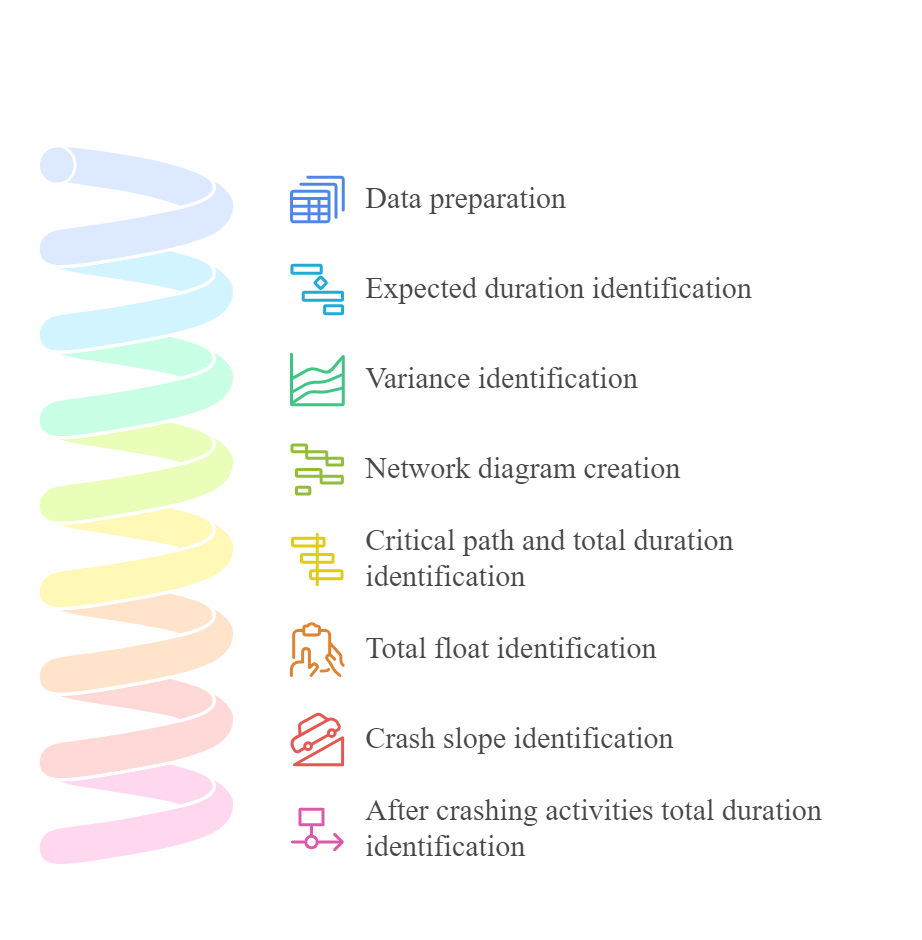 Data preparation
Expected duration identification
Variance identification
Network diagram creation
Critical path and total duration
identification
Total float identification
Crash slope identification
After crashing activities total duration
identification